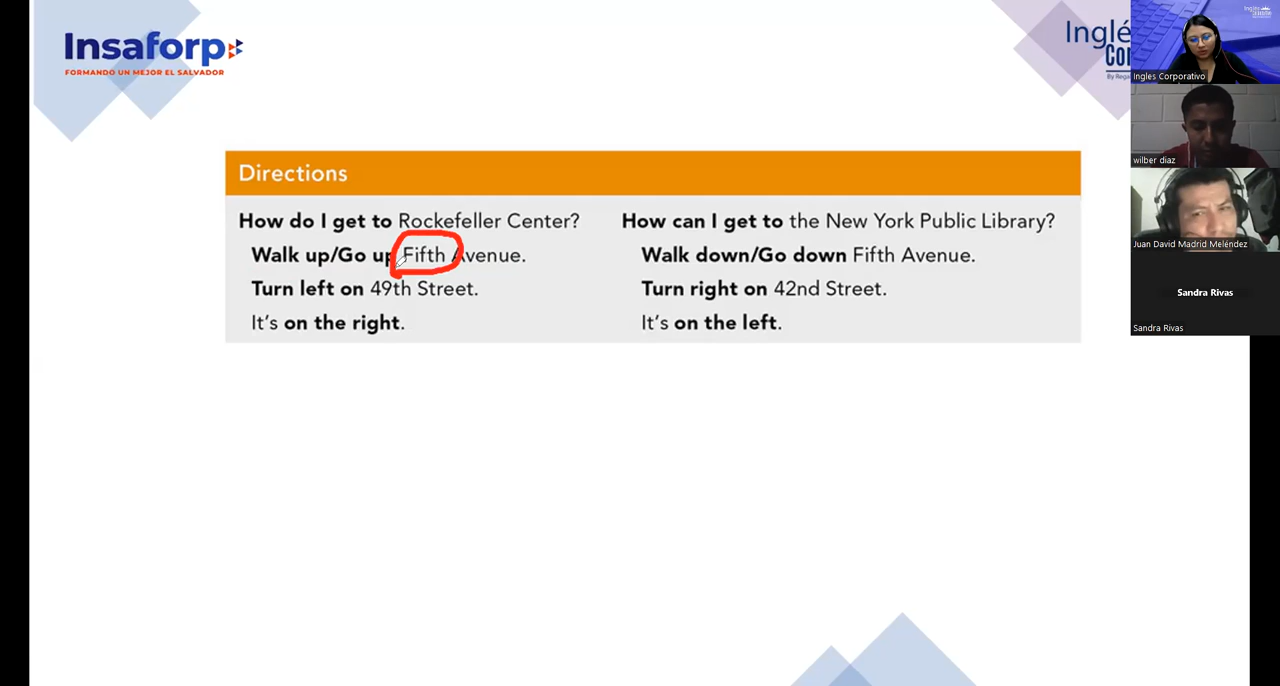 Insaforp
FORMANDO UN MEJOR EL SALVADOR
Directions
How do I get to Rockefeller Center?
Walk up/Go up Fifth Avenue.
Turn left on 49th Street.
It's on the right.
How can I get to the New York Public Library?
Walk down/Go down Fifth Avenue.
Turn right on 42nd Street.
It's on the left.
Ingles Corporativo
wilber diaz
Juan David Madrid Meléndez
Sandra Rivas
Sandra Rivas